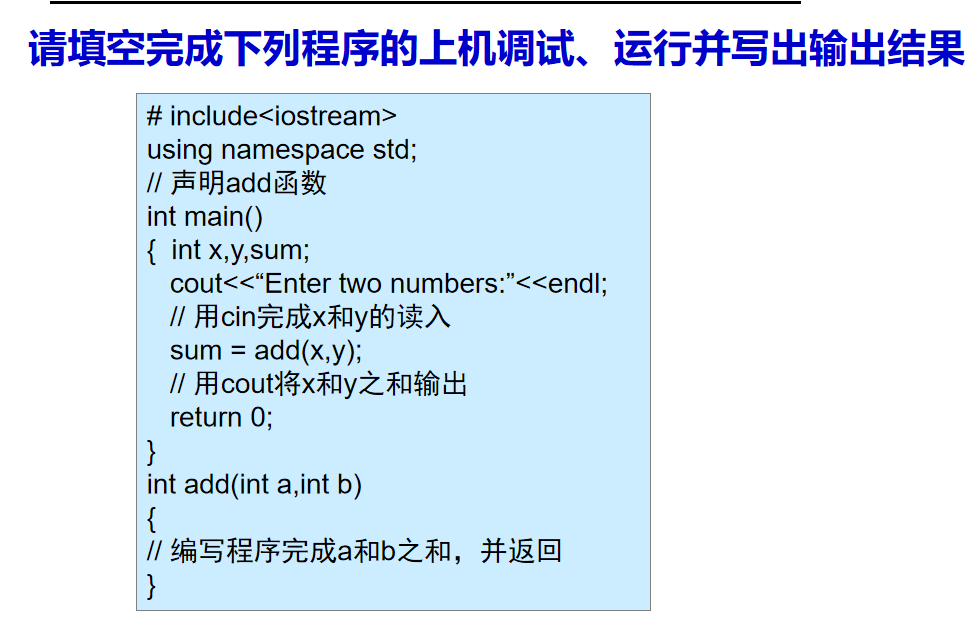 请填空完成下列程序的上机调试、运行并写出输出结果
# include<iostream>
using namespace std;
// 声明add函数
int main()
{  int x,y,sum;
cout<<“Enter two numbers:”<<endl;
// 用cin完成x和y的读入
sum = add(x,y);
// 用cout将x和y之和输出
return 0;
}
int add(int a,int b)
{
// 编写程序完成a和b之和，并返回
}